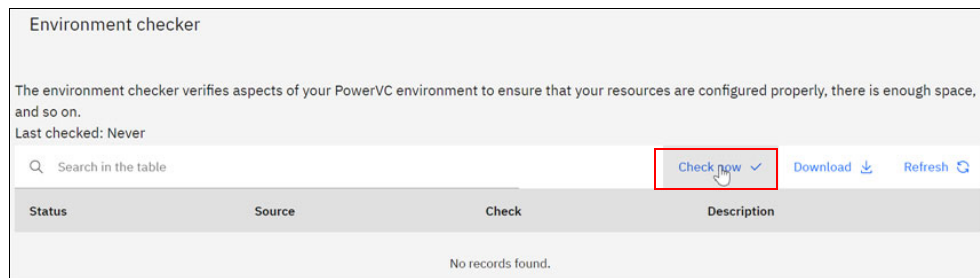 Environment checker
The environment checker verifies aspects of your PowerVC environment to ensure that your resources are configured properly, there is enough space,
and so on.
Last checked: Never
Search in the table
Check now
Download
Refresh
Status Source Check Description
No records found.